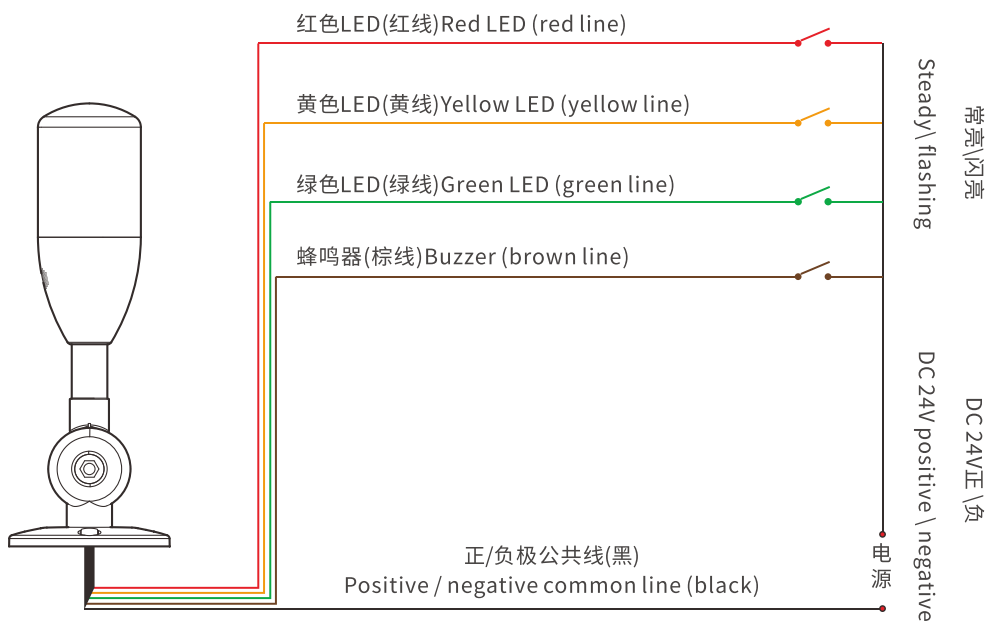 红色LED(红线)Red LED (red line)
黄色LED(黄线)Yellow LED (yellow line)
绿色LED(绿线)Green LED (green line)
蜂鸣器(棕线)Buzzer (brown line)
常亮\闪亮
Steady\ flashing
DC 24V正 \负
DC 24V positive \ negative
电源
正/负极公共线(黑)
Positive / negative common line (black)